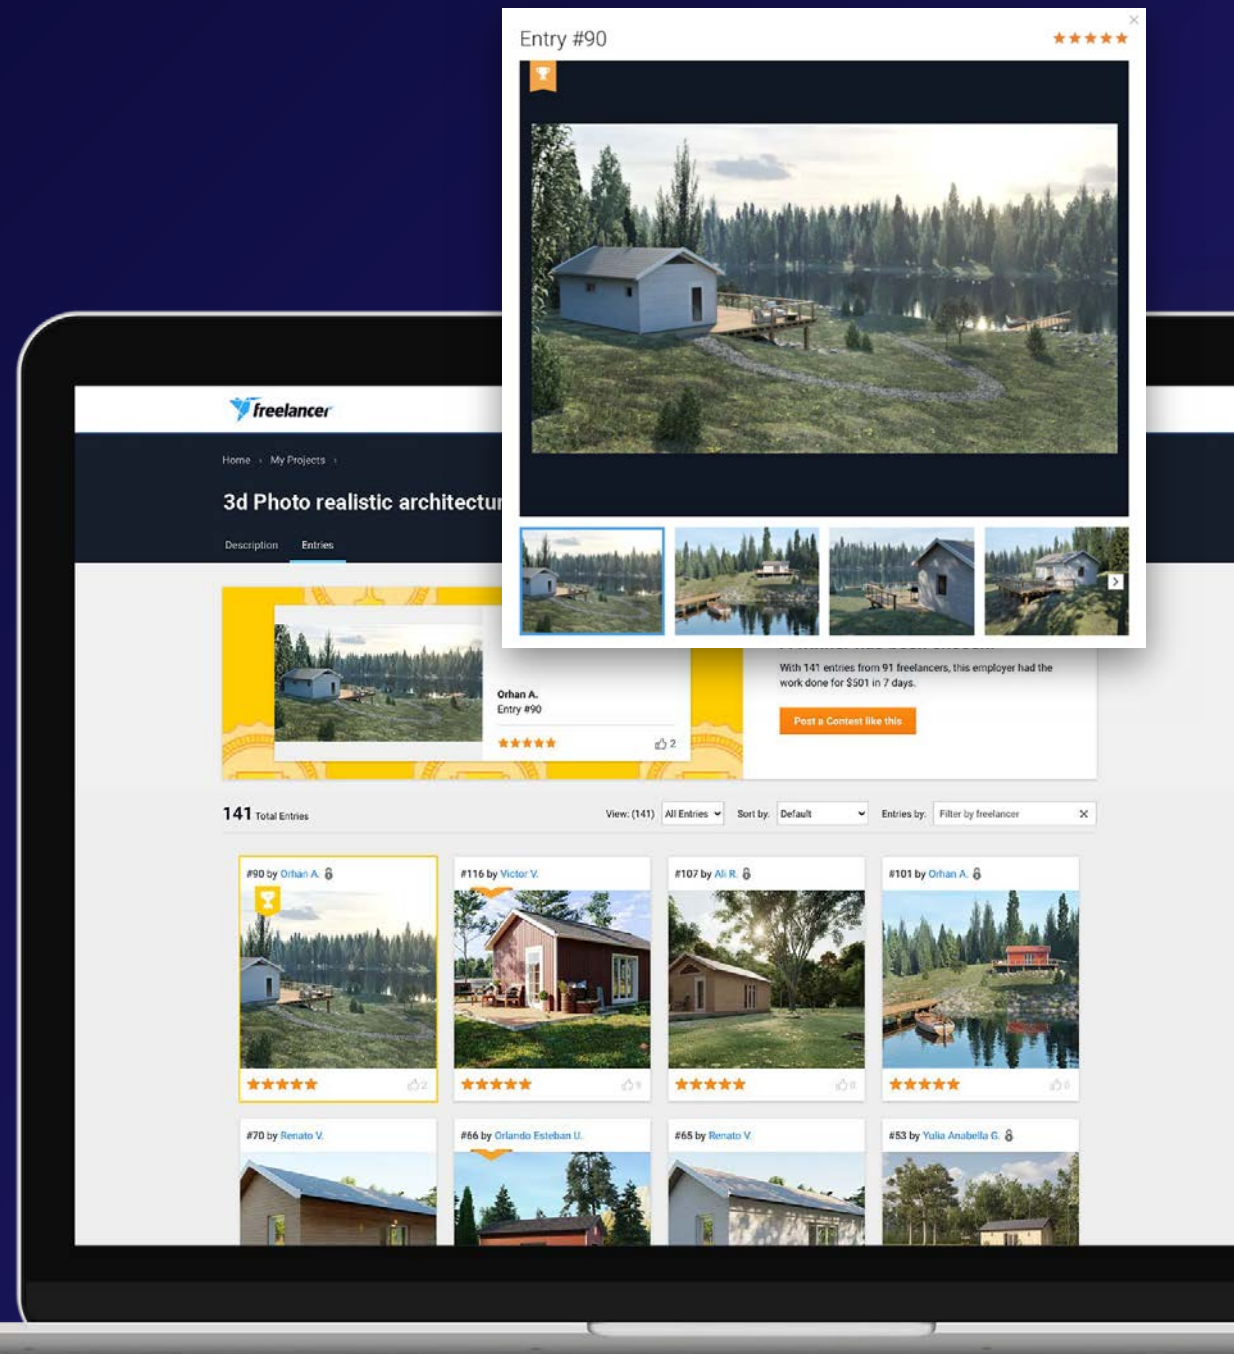 Entry #90
freelancer
Home
My Projects
3d Photo realistic architectur
Description
Entries
With 141 entries from 91 freelancers, this employer had the
work done for $501 in 7 days.
Orhan A.
Entry #90
2
Post a Contest like this
141 Total Entries
View: (141)
All Entries
Sort by:
Default
Entries by:
Filter by freelancer
#90 by Orhan A.
#116 by Victor V.
#107 by Ali R.
#101 by Orhan A.
2
9
0
0
#70 by Renato V.
#66 by Orlando Esteban U.
#65 by Renato V.
#53 by Yulia Anabella G.